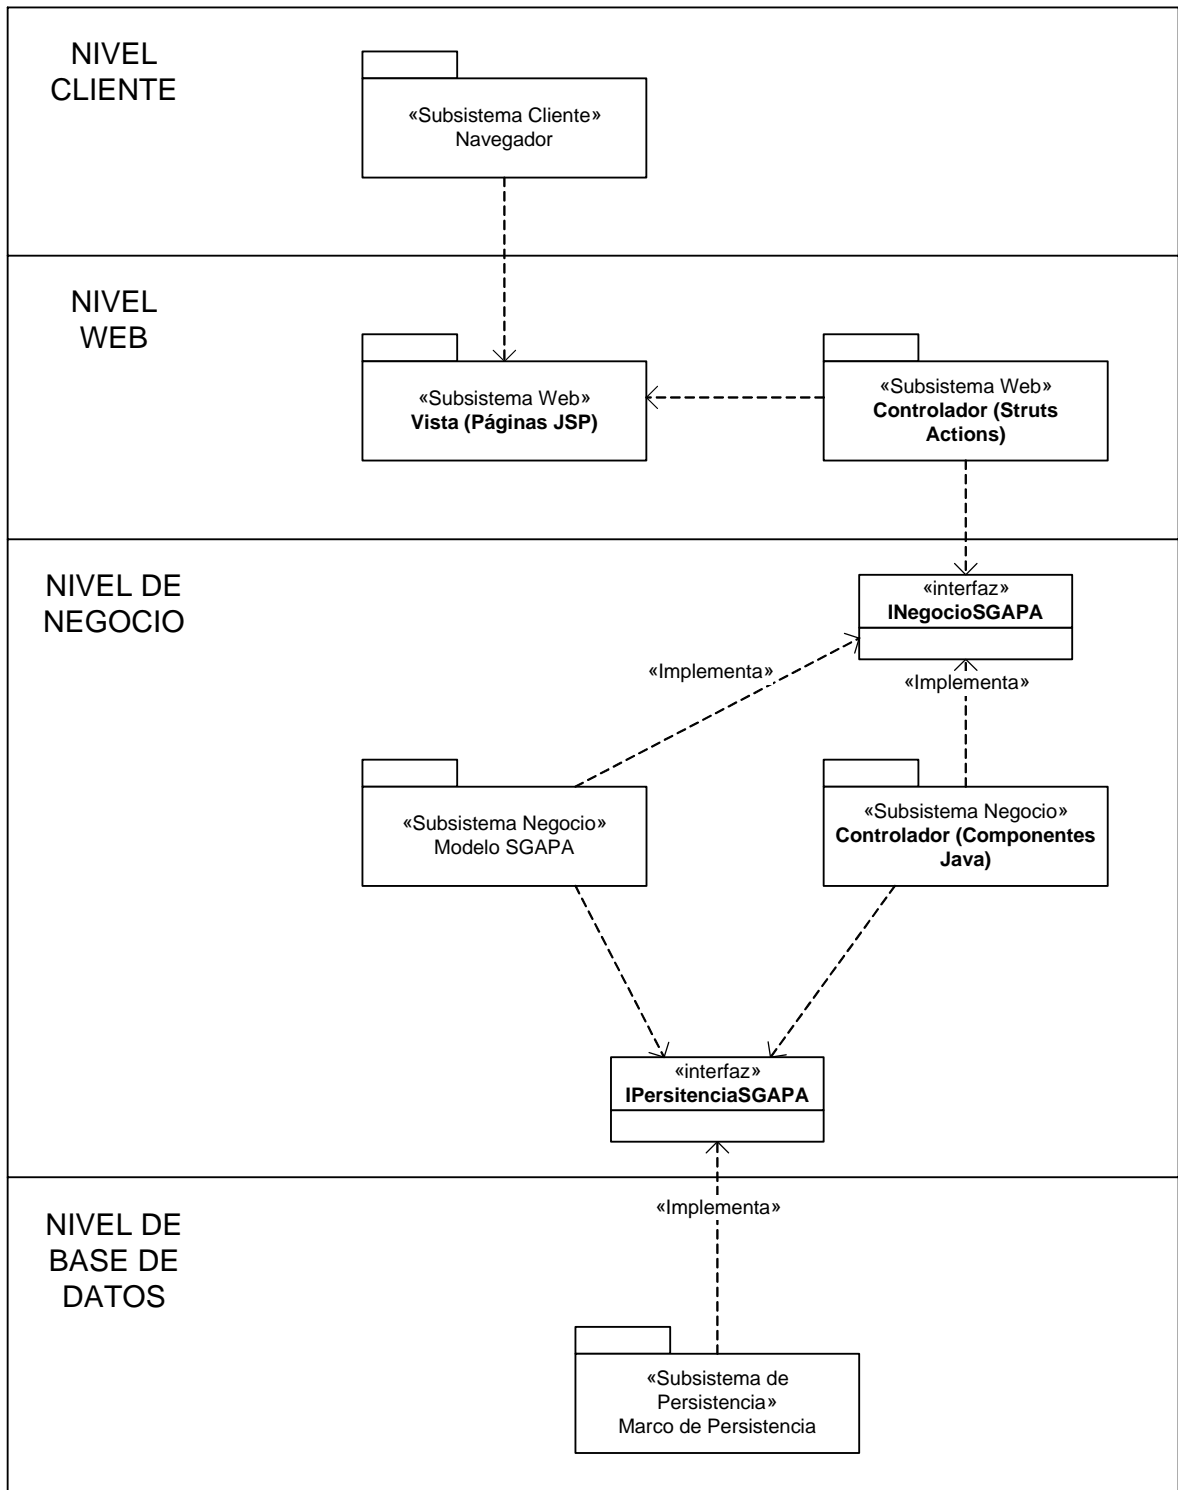 NIVEL
CLIENTE
«Subsistema Cliente»
Navegador
NIVEL
WEB
«Subsistema Web»
Vista (Páginas JSP)
«Subsistema Web»
Controlador (Struts
Actions)
NIVEL DE
NEGOCIO
«interfaz»
INegocioSGAPA
«Implementa»
«Implementa»
«Subsistema Negocio»
Modelo SGAPA
«Subsistema Negocio»
Controlador (Componentes
Java)
«interfaz»
IPersitenciaSGAPA
NIVEL DE
BASE DE
DATOS
«Implementa»
«Subsistema de
Persistencia»
Marco de Persistencia